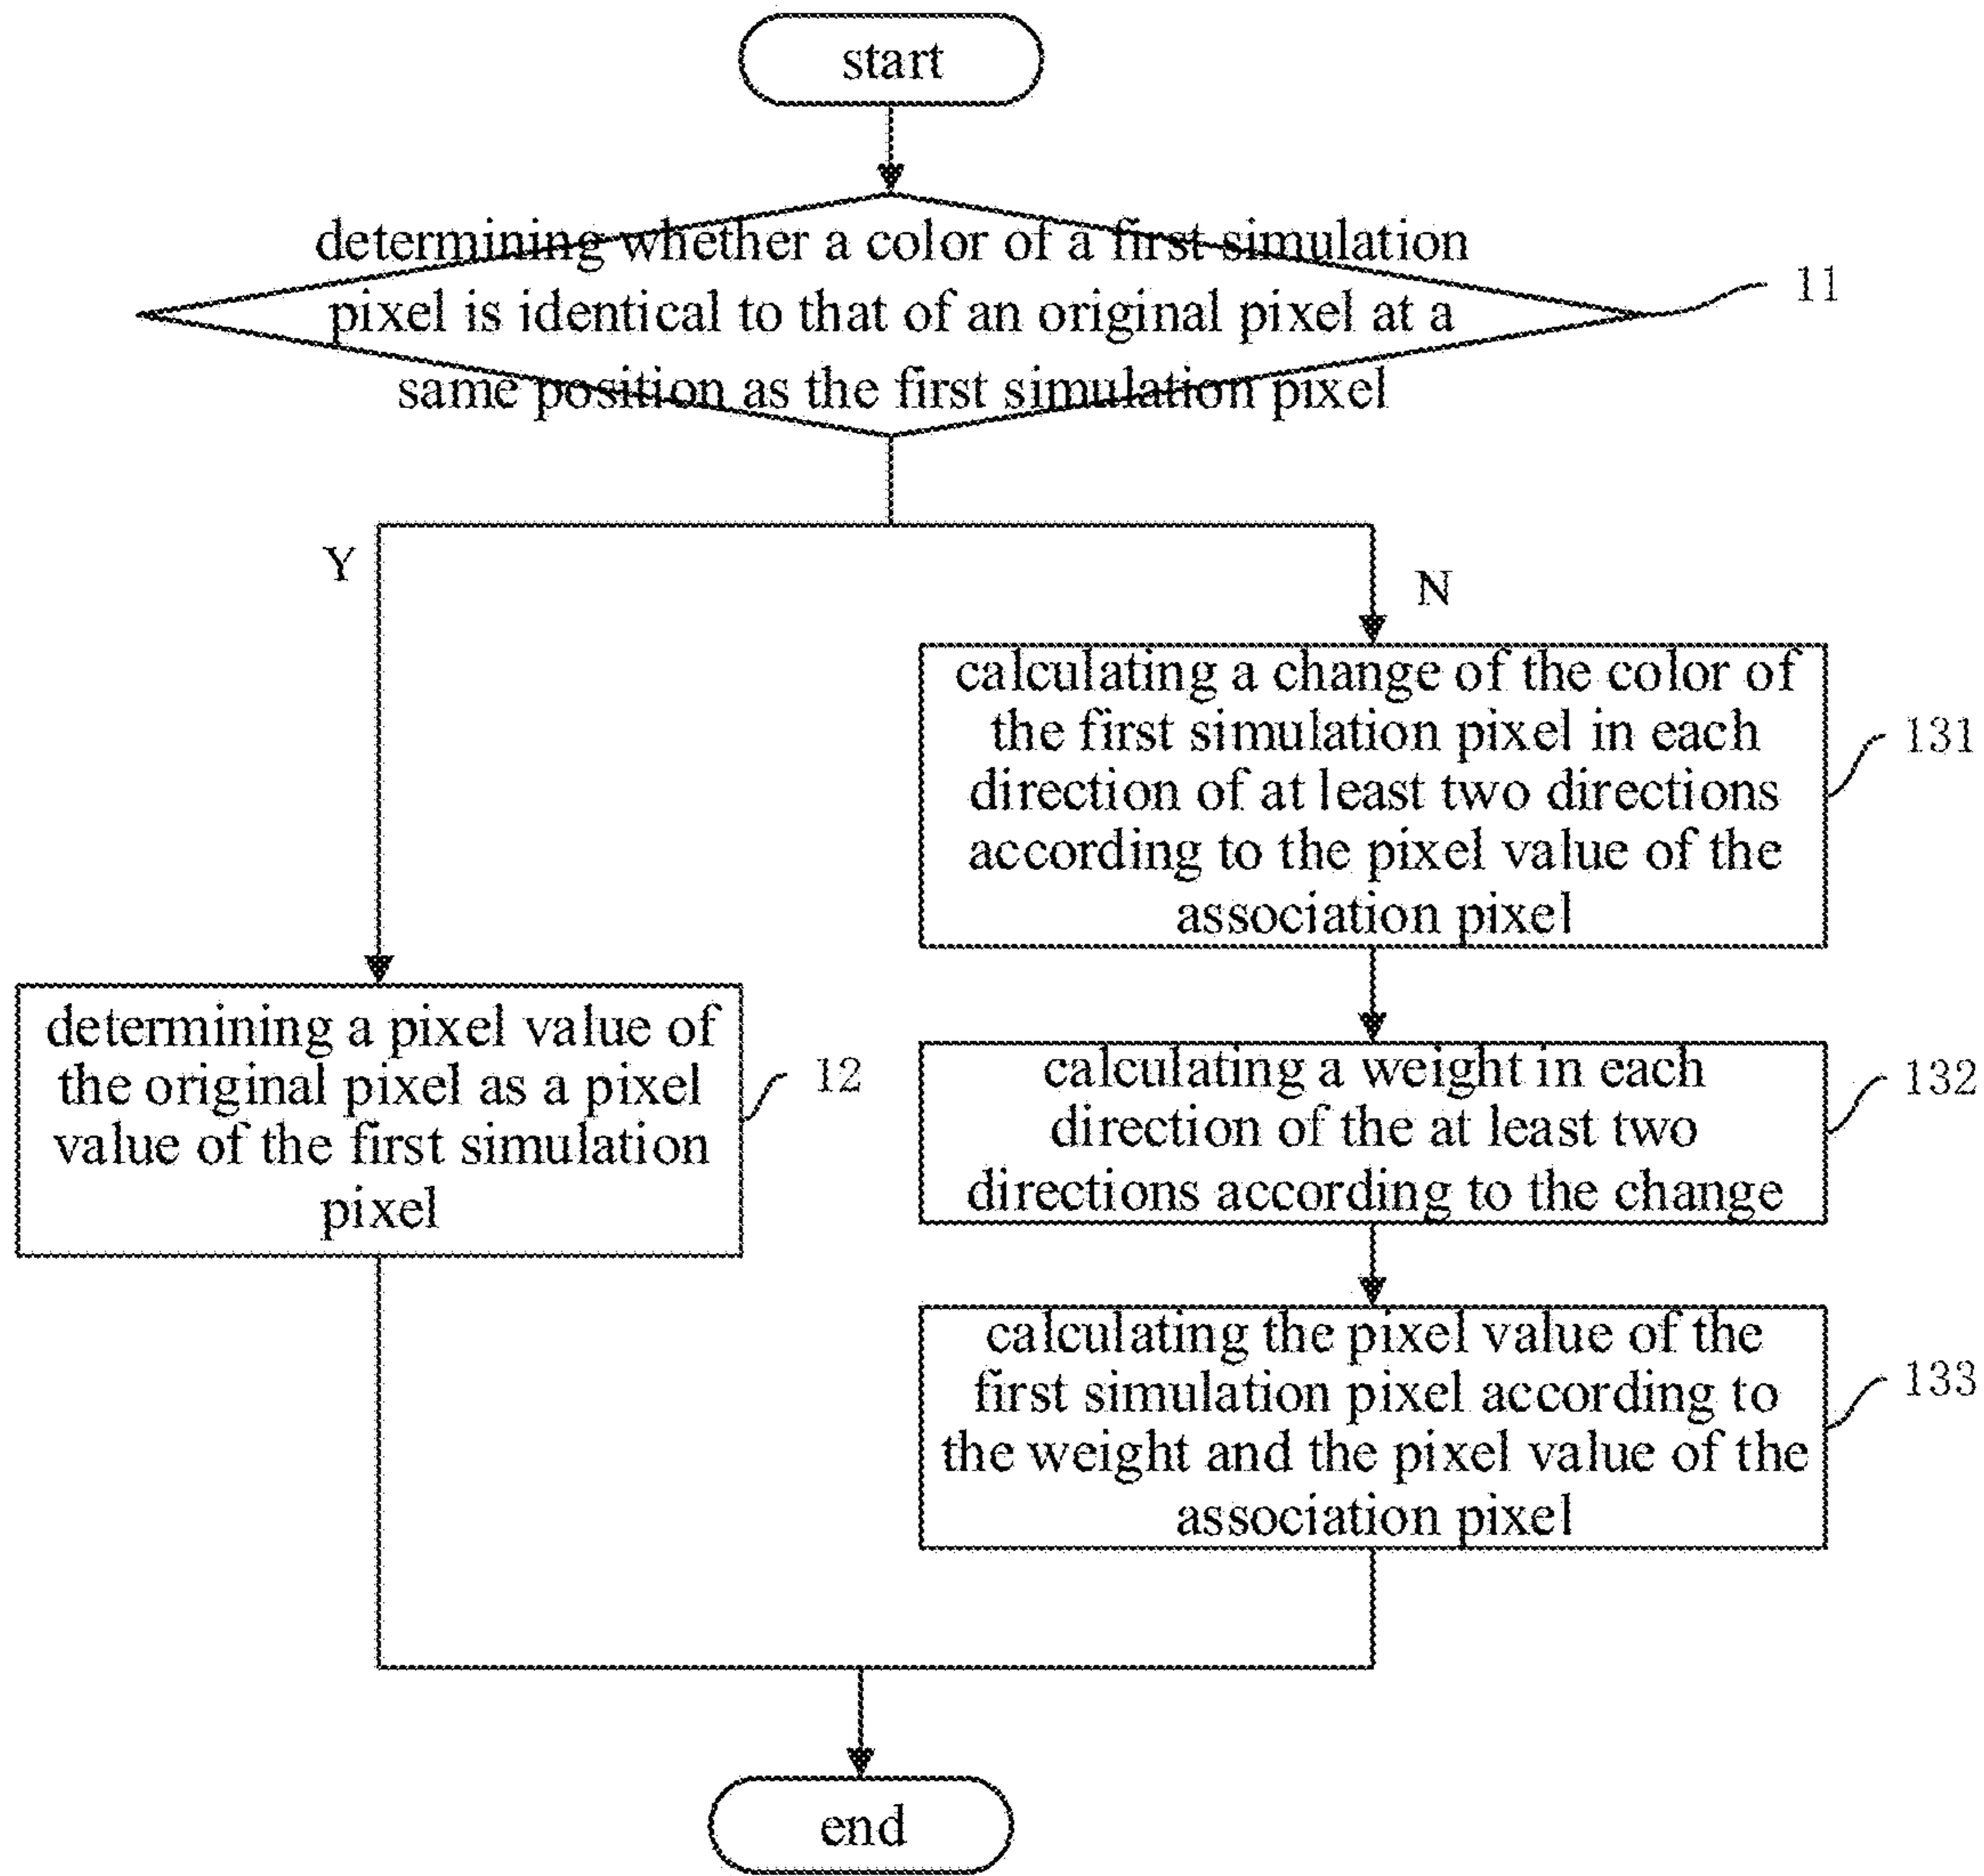 start
determining whether a color of a first simulation
pixel is identical to that of an original pixel at a
same position as the first simulation pixel
11
Y
N
calculating a change of the color of
the first simulation pixel in each
direction of at least two directions
according to the pixel value of the
association pixel
131
determining a pixel value of
the original pixel as a pixel
value of the first simulation
pixel
12
calculating a weight in each
direction of the at least two
directions according to the change
132
calculating the pixel value of the
first simulation pixel according to
the weight and the pixel value of the
association pixel
133
end